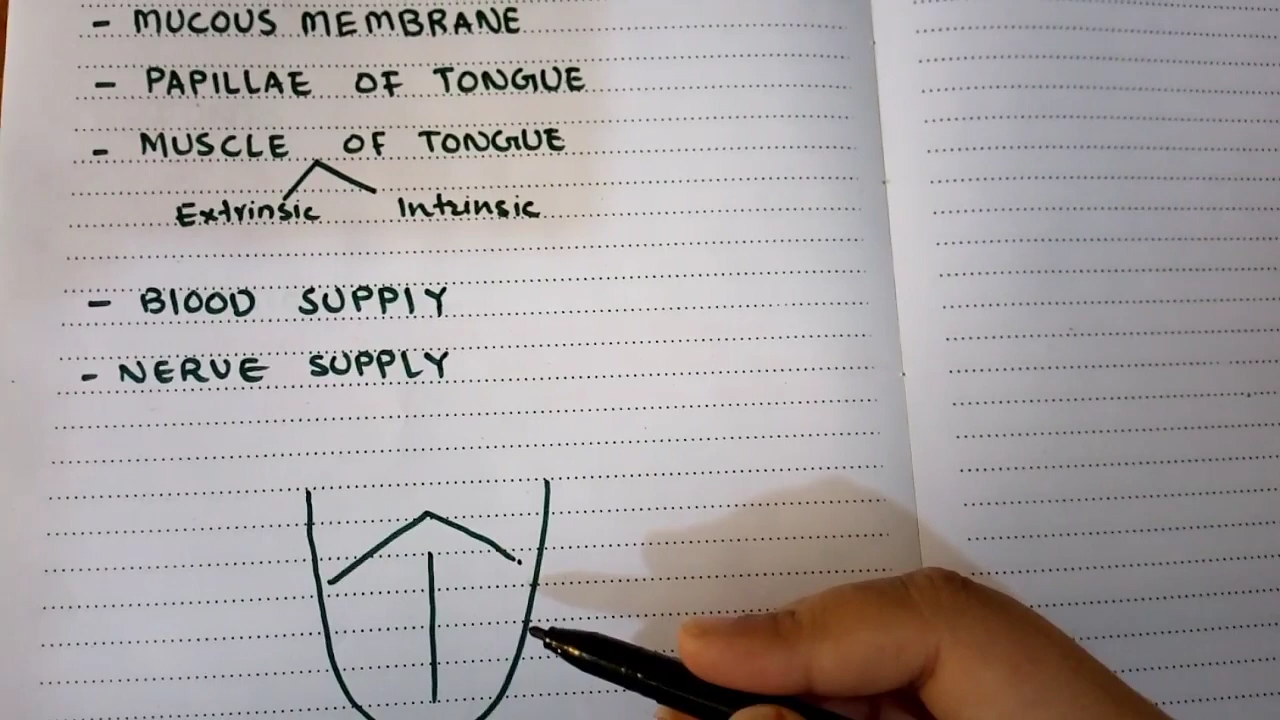 - MUCOUS MEMBRANE
- PAPILLAE OF TONGUE
- MUSCLE OF TONGUE
Extrinsic Intrinsic
- BLOOD SUPPLY
- NERVE SUPPLY